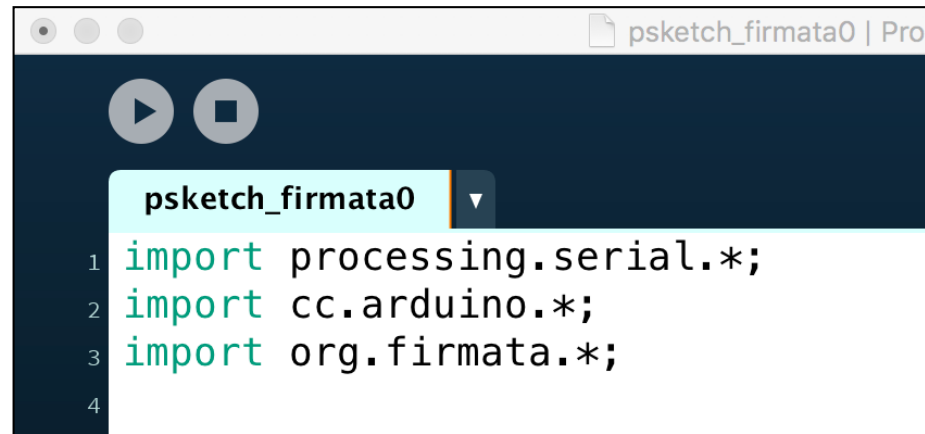 psketch_firmata0 | Pro
psketch_firmata0
1 import processing.serial.*;
2 import cc.arduino.*;
3 import org.firmata.*;
4